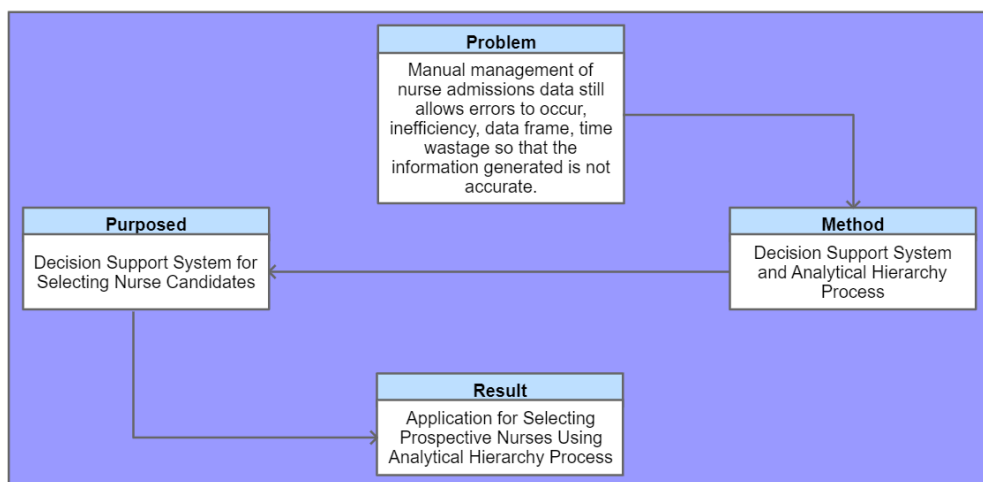 Problem
Manual management of
nurse admissions data still
allows errors to occur,
inefficiency, data frame, time
wastage so that the
information generated is not
accurate.
Purposed
Decision Support System for
Selecting Nurse Candidates
Method
Decision Support System
and Analytical Hierarchy
Process
Result
Application for Selecting
Prospective Nurses Using
Analytical Hierarchy Process